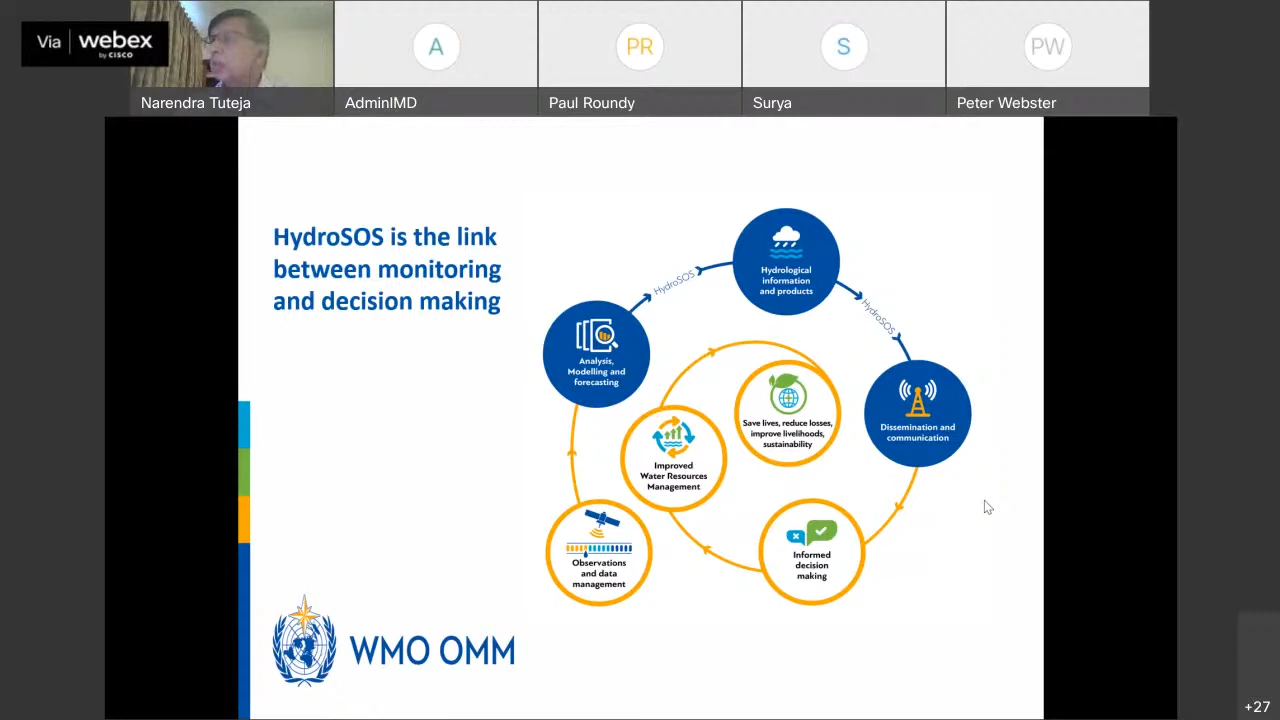 Via webex
by CISCO
A
PR
S
PW
Narendra Tuteja
AdminIMD
Paul Roundy
Surya
Peter Webster
HydroSOS is the link
between monitoring
and decision making
HydroSOS
Hydrological
information
and products
HydroSOS
Analysis,
Modelling and
forecasting
Save lives, reduce losses,
improve livelihoods,
sustainability
Dissemination and
communication
Improved
Water Resources
Management
Observations
and data
management
Informed
decision
making
WMO OMM
+27